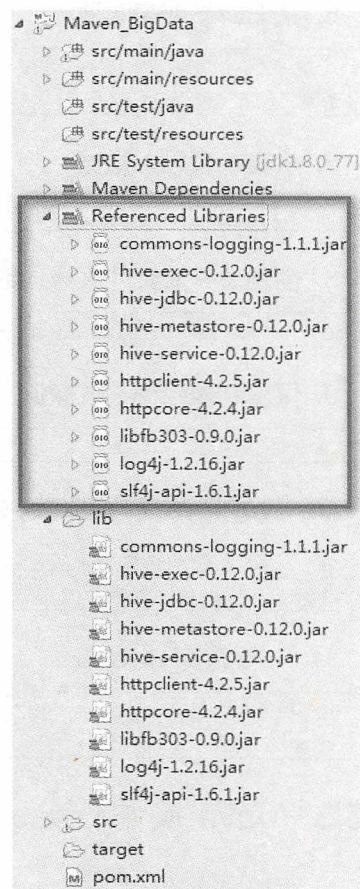 Maven_BigData
src/main/java
src/main/resources
src/test/java
src/test/resources
JRE System Library [jdk1.8.0_77]
Maven Dependencies
Referenced Libraries
commons-logging-1.1.1.jar
hive-exec-0.12.0.jar
hive-jdbc-0.12.0.jar
hive-metastore-0.12.0.jar
hive-service-0.12.0.jar
httpclient-4.2.5.jar
httpcore-4.2.4.jar
libfb303-0.9.0.jar
log4j-1.2.16.jar
slf4j-api-1.6.1.jar
lib
commons-logging-1.1.1.jar
hive-exec-0.12.0.jar
hive-jdbc-0.12.0.jar
hive-metastore-0.12.0.jar
hive-service-0.12.0.jar
httpclient-4.2.5.jar
httpcore-4.2.4.jar
libfb303-0.9.0.jar
log4j-1.2.16.jar
slf4j-api-1.6.1.jar
src
target
pom.xml